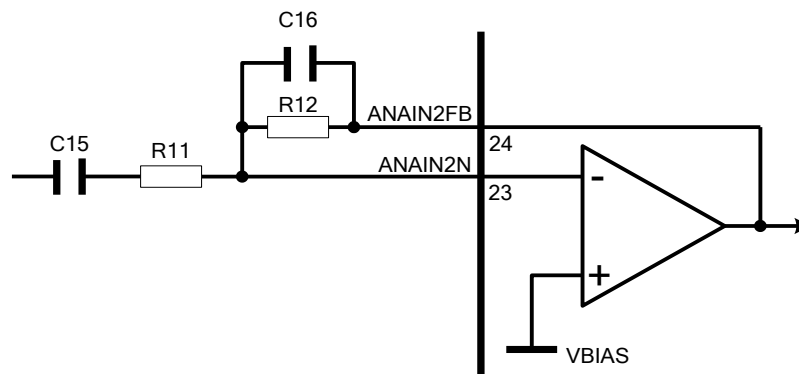 C16
R12
ANAIN2FB
C15
R11
24
ANAIN2N
23
-
+
VBIAS